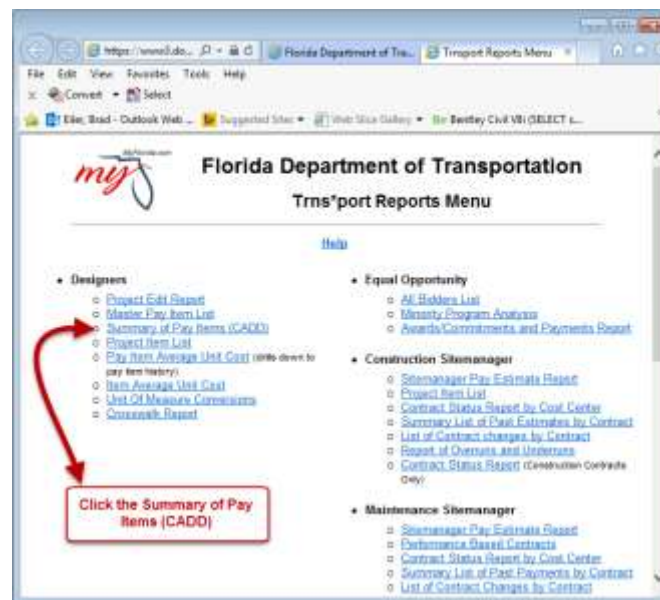 https://www3.do...
Florida Department of Tra...
Trnsport Reports Menu
File Edit View Favorites Tools Help
x Convert Select
Eiler, Brad - Outlook Web ...
Suggested Sites
Web Slice Gallery
Bentley Civil V8i (SELECT s...
MyFlorida.com
my
Florida Department of Transportation
Trns*port Reports Menu
Help
Designers
Project Edit Report
Master Pay Item List
Summary of Pay Items (CADD)
Project Item List
Pay Item Average Unit Cost (drills down to
pay item history)
Item Average Unit Cost
Unit Of Measure Conversions
Crosswalk Report
Click the Summary of Pay
Items (CADD)
Equal Opportunity
All Bidders List
Minority Program Analysis
Awards/Commitments and Payments Report
Construction Sitemanager
Sitemanager Pay Estimate Report
Project Item List
Contract Status Report by Cost Center
Summary List of Past Estimates by Contract
List of Contract changes by Contract
Report of Overruns and Underruns
Contract Status Report (Construction Contracts
Only)
Maintenance Sitemanager
Sitemanager Pay Estimate Report
Performance Based Contracts
Contract Status Report by Cost Center
Summary List of Past Payments by Contract
List of Contract Changes by Contract